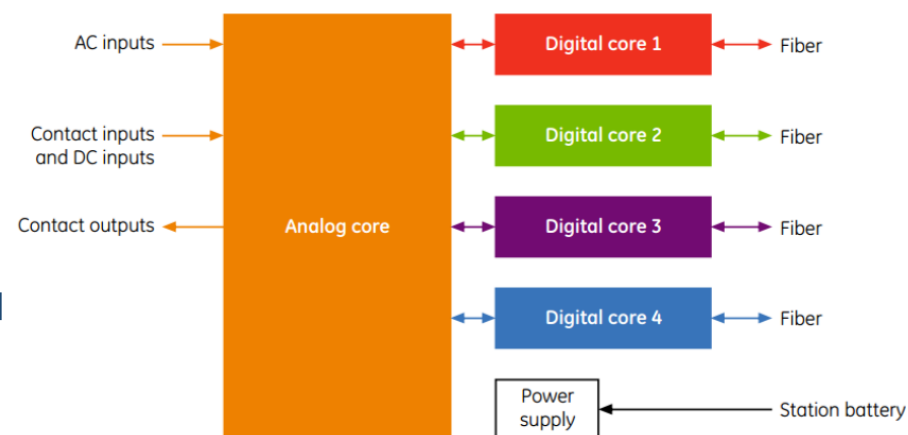 AC inputs
Digital core 1
Fiber
Contact inputs
and DC inputs
Digital core 2
Fiber
Contact outputs
Analog core
Digital core 3
Fiber
Digital core 4
Fiber
Power
supply
Station battery